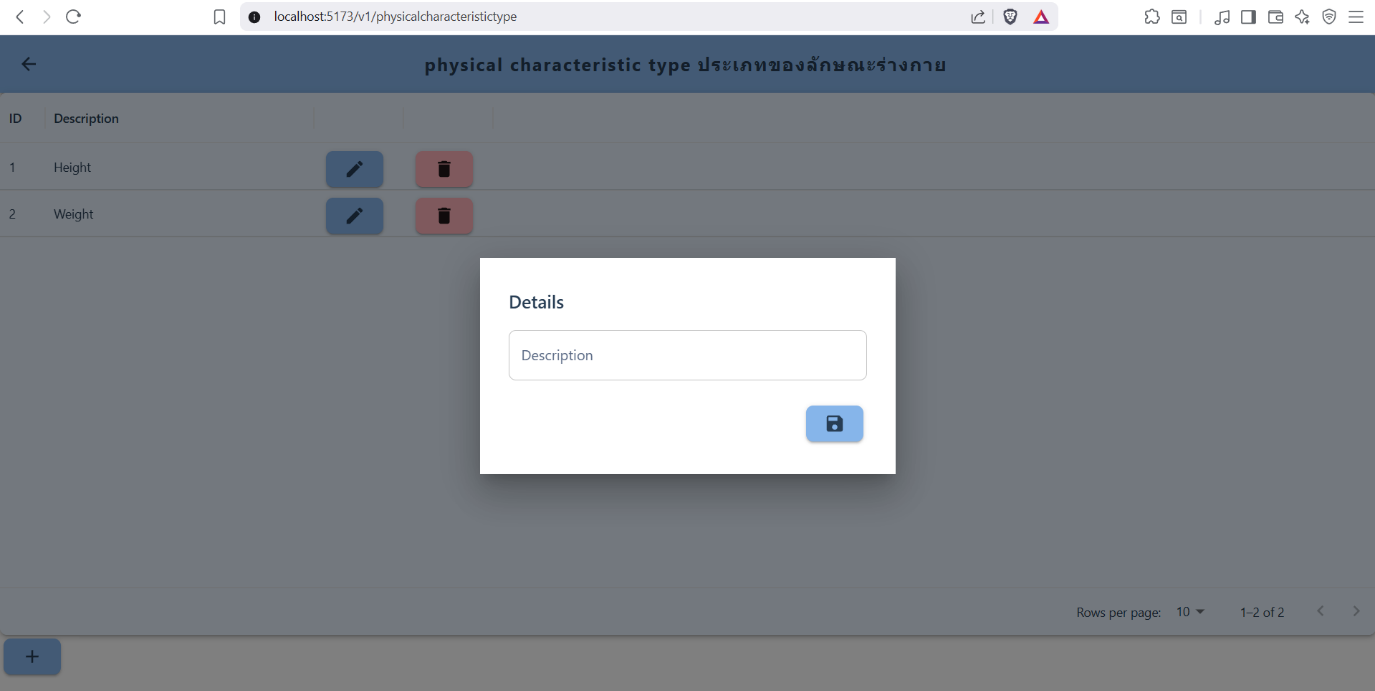 localhost:5173/v1/physicalcharacteristictype
physical characteristic type ประเภทของลักษณะร่างกาย
ID Description
1 Height
2 Weight
Details
Description
Rows per page: 10 1–2 of 2